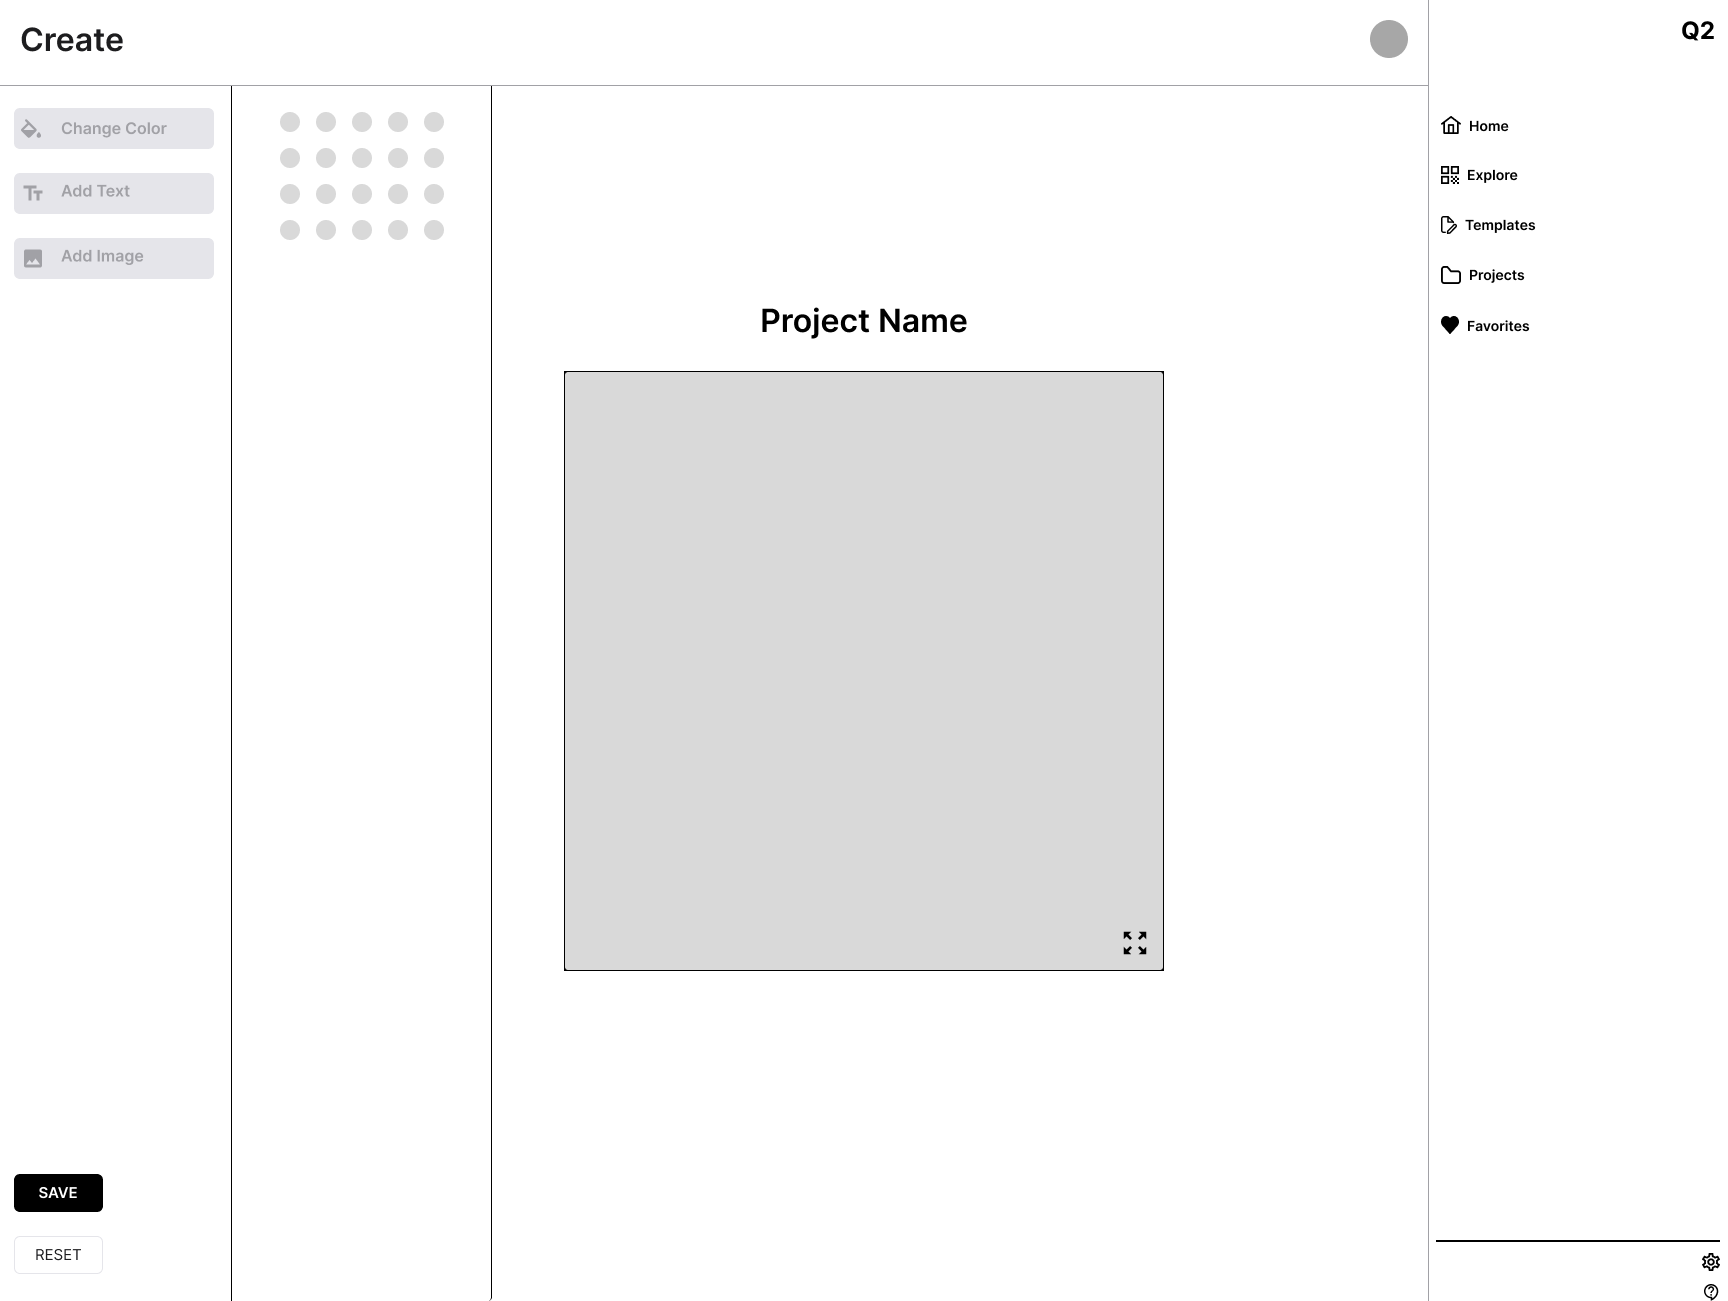 Create
Q2
Change Color
Add Text
Add Image
Project Name
SAVE
RESET
Home
Explore
Templates
Projects
Favorites